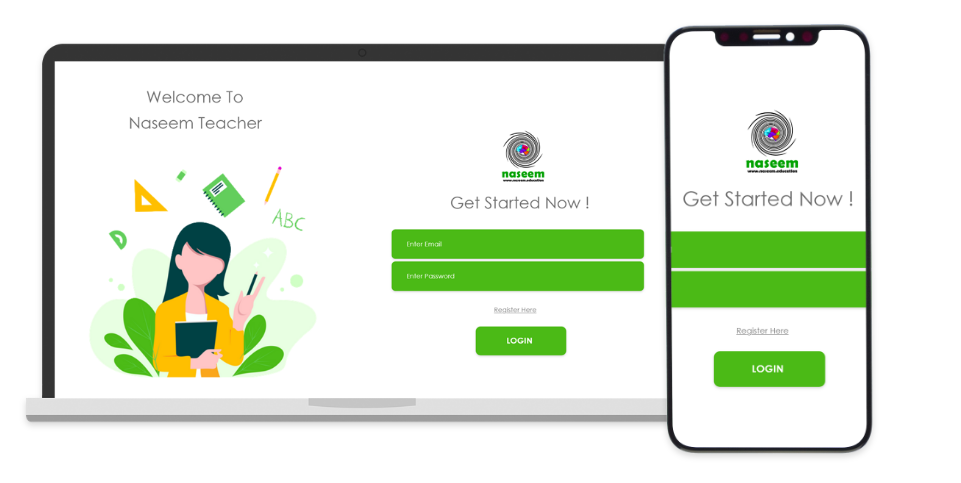 Welcome To
Naseem Teacher
ABC
naseem
www.naseem.education
Get Started Now !
Enter Email
Enter Password
Register Here
LOGIN
naseem
www.naseem.education
Get Started Now !
Register Here
LOGIN